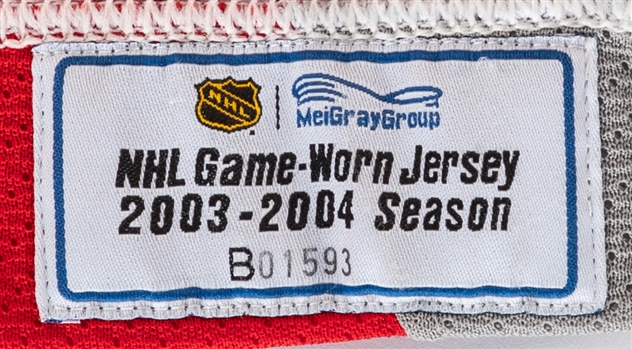 NHL MeiGrayGroup
NHL Game-Worn Jersey
2003-2004 Season
B01593